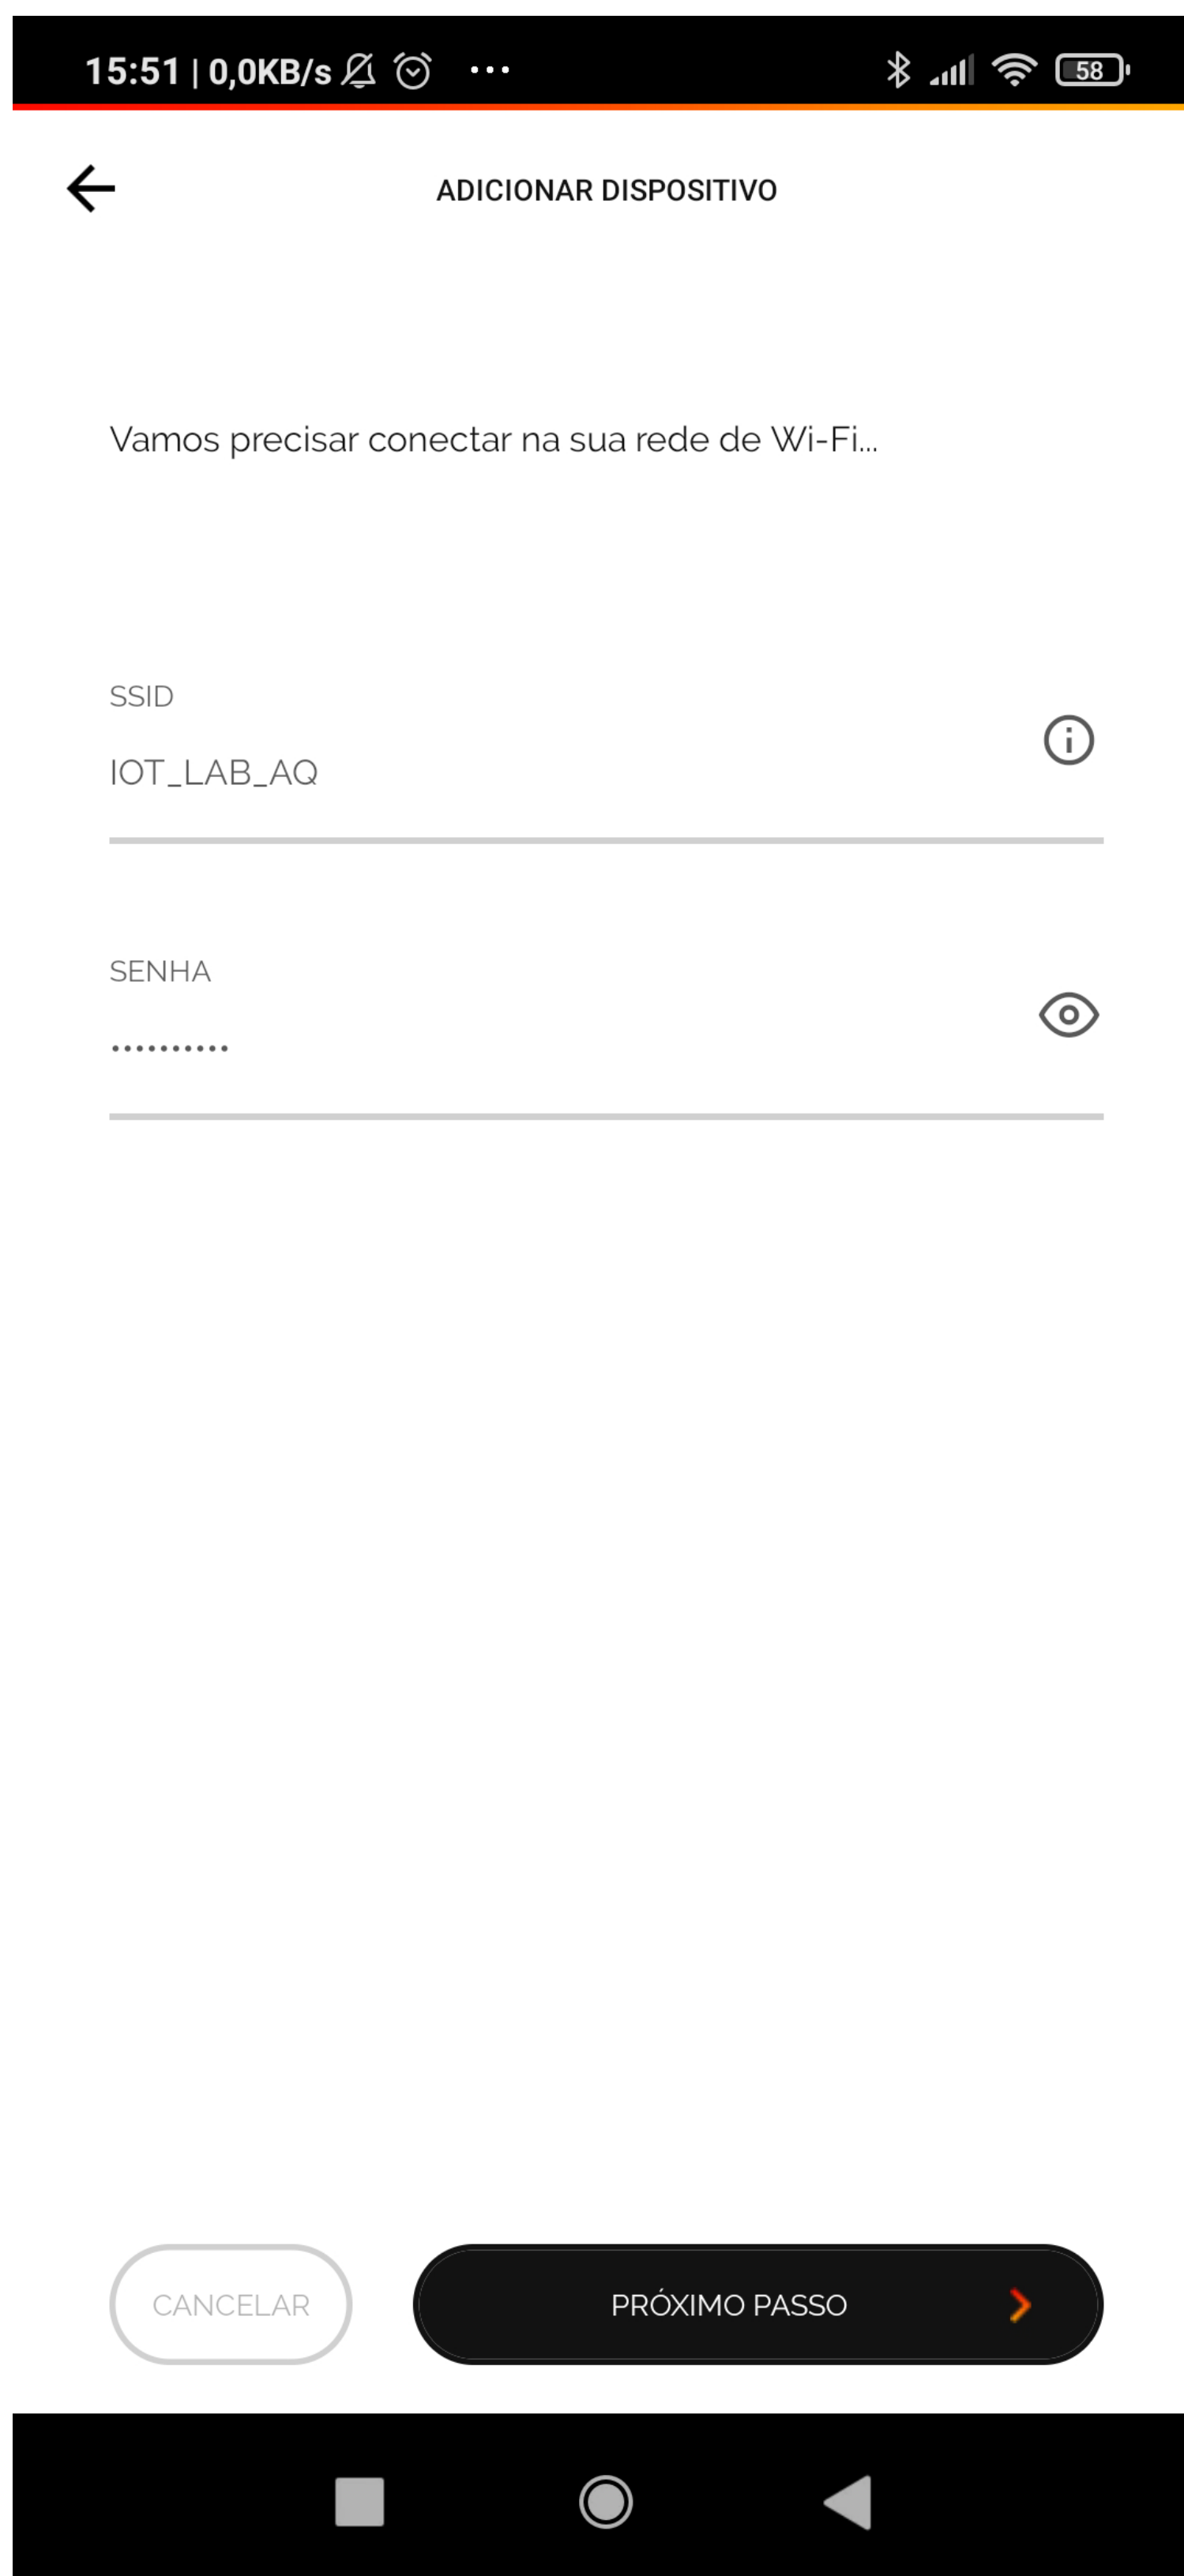 15:51 | 0,0KB/s ... 58
ADICIONAR DISPOSITIVO
Vamos precisar conectar na sua rede de Wi-Fi...
SSID
IOT_LAB_AQ
SENHA
••••••••••
CANCELAR
PRÓXIMO PASSO